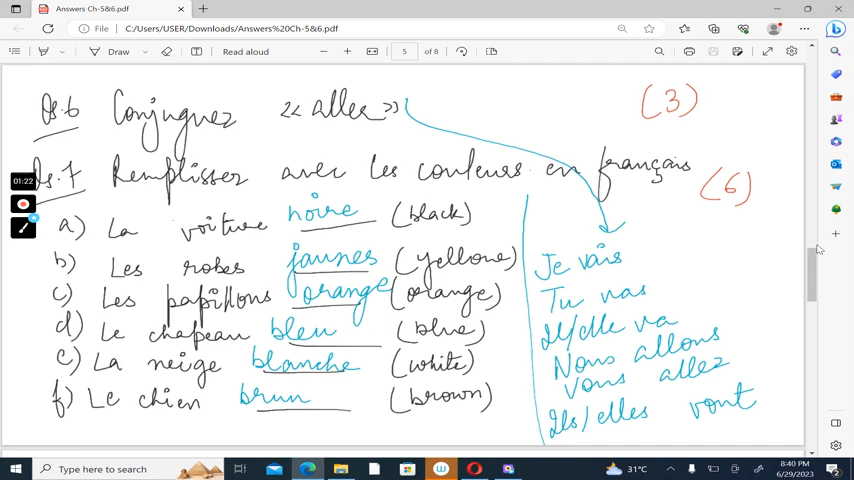 Answers Ch-5&6.pdf
File
C:/Users/USER/Downloads/Answers%20Ch-5&6.pdf
Draw
Read aloud
5
of 8
Qs.6 Conjuguez << aller >> (3)
Qs.7 Remplissez avec les couleurs en français (6)
01:22
a) La voiture noire (black)
b) Les robes jaunes (yellone)
c) Les papillons orange (orange)
d) Le chapeau bleu (blue)
e) La neige blanche (white)
f) Le chien brun (brown)
Je vais
Tu vas
Il/elle va
Nous allons
Vous allez
Ils/elles vont
Type here to search
31°C
8:40 PM
6/29/2023